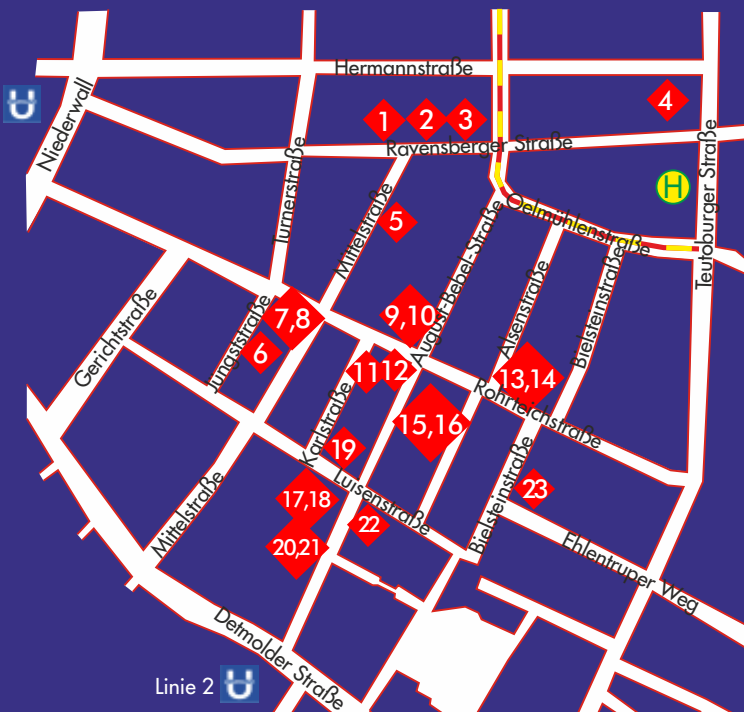 Hermannstraße
4
1
2
3
Ravensberger Straße
Niederwall
Turnerstraße
Teutoburger Straße
H
Mittelstraße
5
Oelmühlenstraße
August-Bebel-Straße
Alsenstraße
Bielsteinstraße
Gerichtstraße
Jungststraße
7,8
9,10
6
11
12
13,14
Rohrteichstraße
Karlstraße
15,16
19
Mittelstraße
17,18
Luisenstraße
Bielsteinstraße
23
22
20,21
Ehlentruper Weg
Detmolder Straße
Linie 2